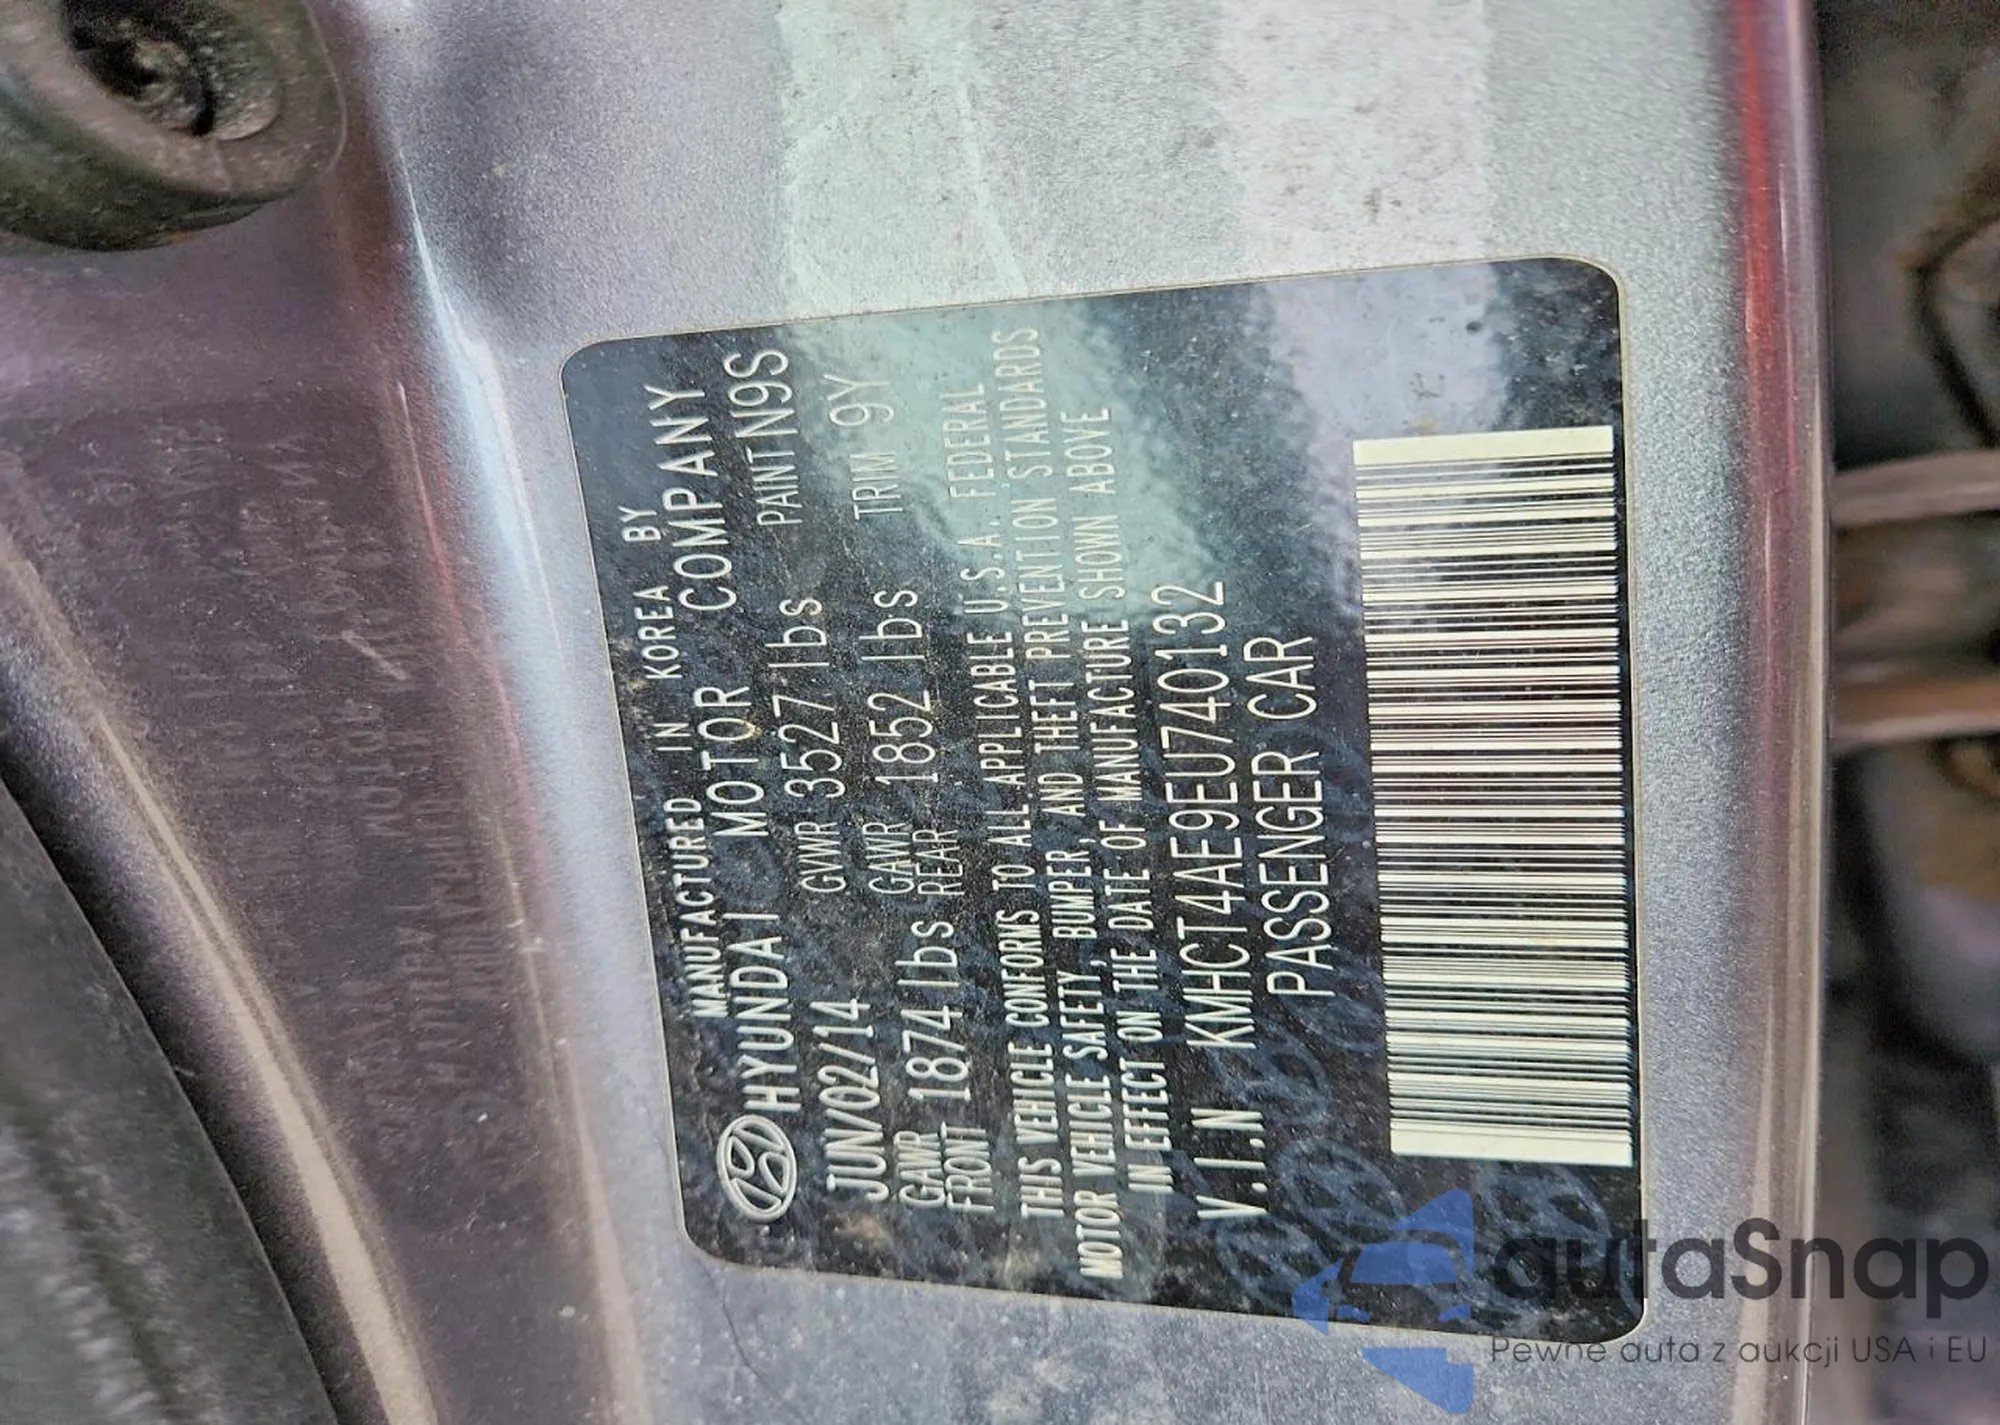 MANUFACTURED IN KOREA BY
HYUNDAI MOTOR COMPANY
JUN/02/14 GVWR 3527 lbs PAINT N9S
GAWR FRONT 1874 lbs GAWR REAR 1852 lbs TRIM 9Y
THIS VEHICLE CONFORMS TO ALL APPLICABLE U.S.A. FEDERAL
MOTOR VEHICLE SAFETY, BUMPER, AND THEFT PREVENTION STANDARDS
IN EFFECT ON THE DATE OF MANUFACTURE SHOWN ABOVE
V.I.N KMHCT4AE9EU740132
PASSENGER CAR
autaSnap
Pewne auta z aukcji USA i EU